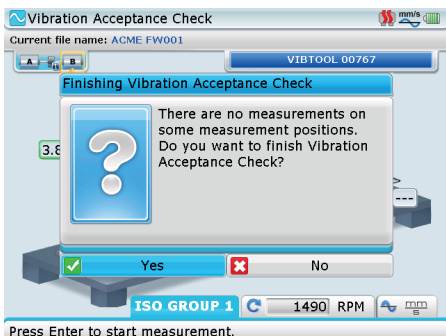 Vibration Acceptance Check
mm/s
Current file name: ACME FW001
A
B
VIBTOOL 00767
Finishing Vibration Acceptance Check
There are no measurements on
some measurement positions.
Do you want to finish Vibration
Acceptance Check?
3.8
---
Yes
No
ISO GROUP 1
1490 RPM
mm
s
Press Enter to start measurement.